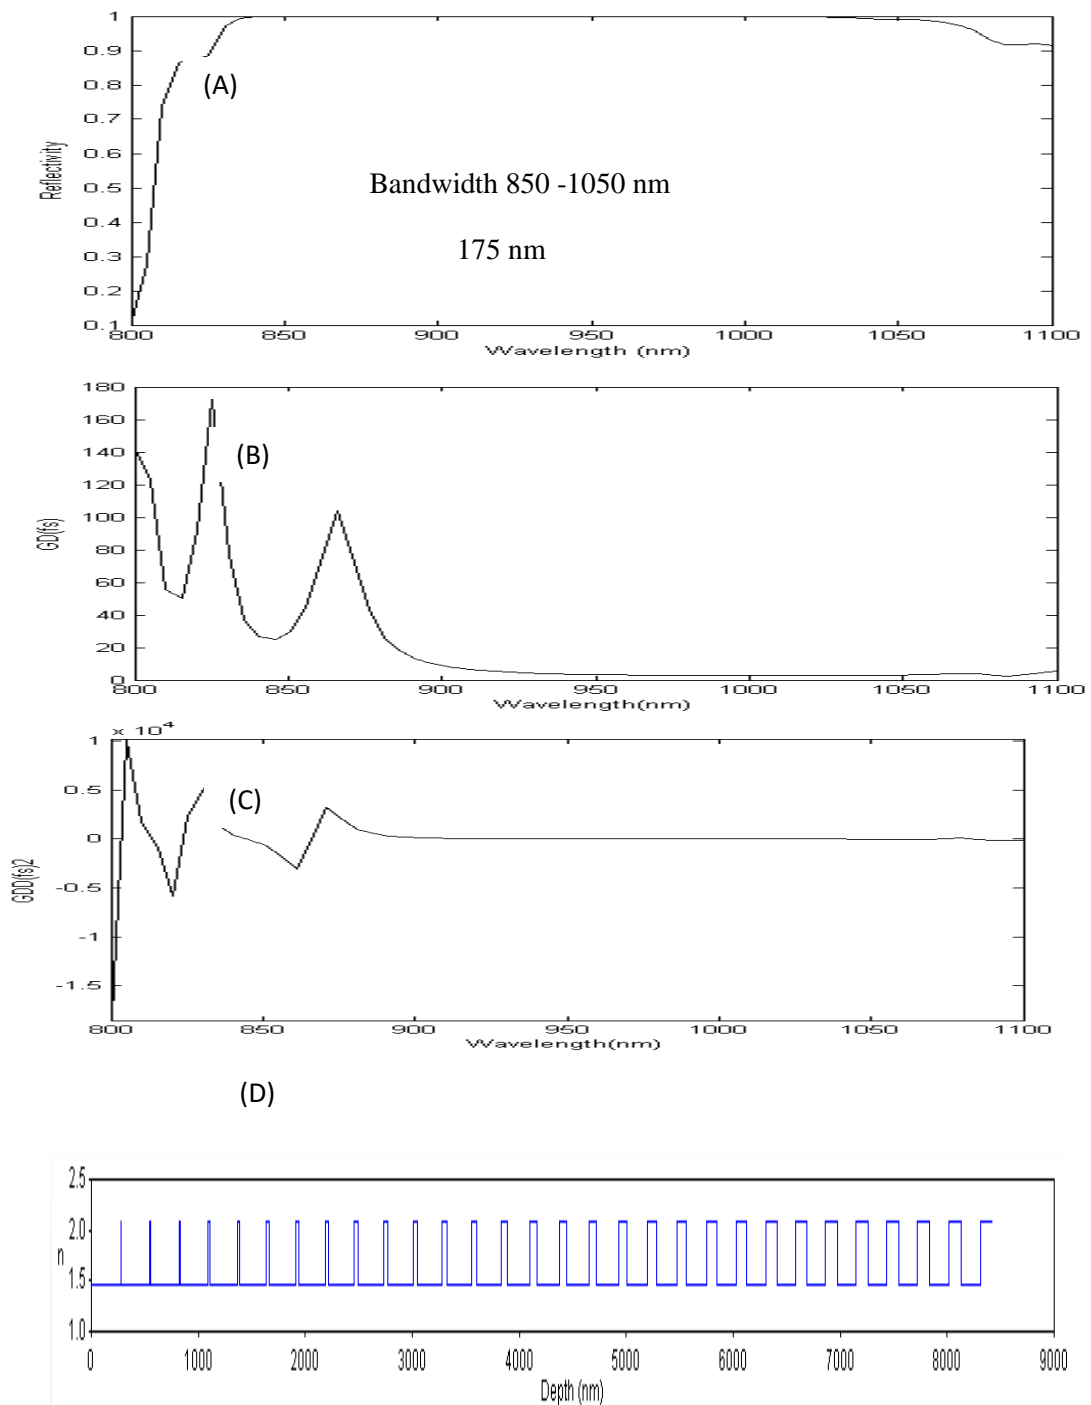 1
0.9
(A)
0.8
0.7
0.6
Reflectivity
Bandwidth 850 -1050 nm
0.5
0.4
175 nm
0.3
0.2
0.1
800 850 900 950 1000 1050 1100
Wavelength (nm)
180
160
(B)
140
120
GD(fs)
100
80
60
40
20
0
800 850 900 950 1000 1050 1100
Wavelength(nm)
× 10^4
1
0.5
(C)
0
GDD(fs)2
-0.5
-1
-1.5
800 850 900 950 1000 1050 1100
Wavelength(nm)
(D)
2.5
2.0
n
1.5
1.0
0 1000 2000 3000 4000 5000 6000 7000 8000 9000
Depth (nm)